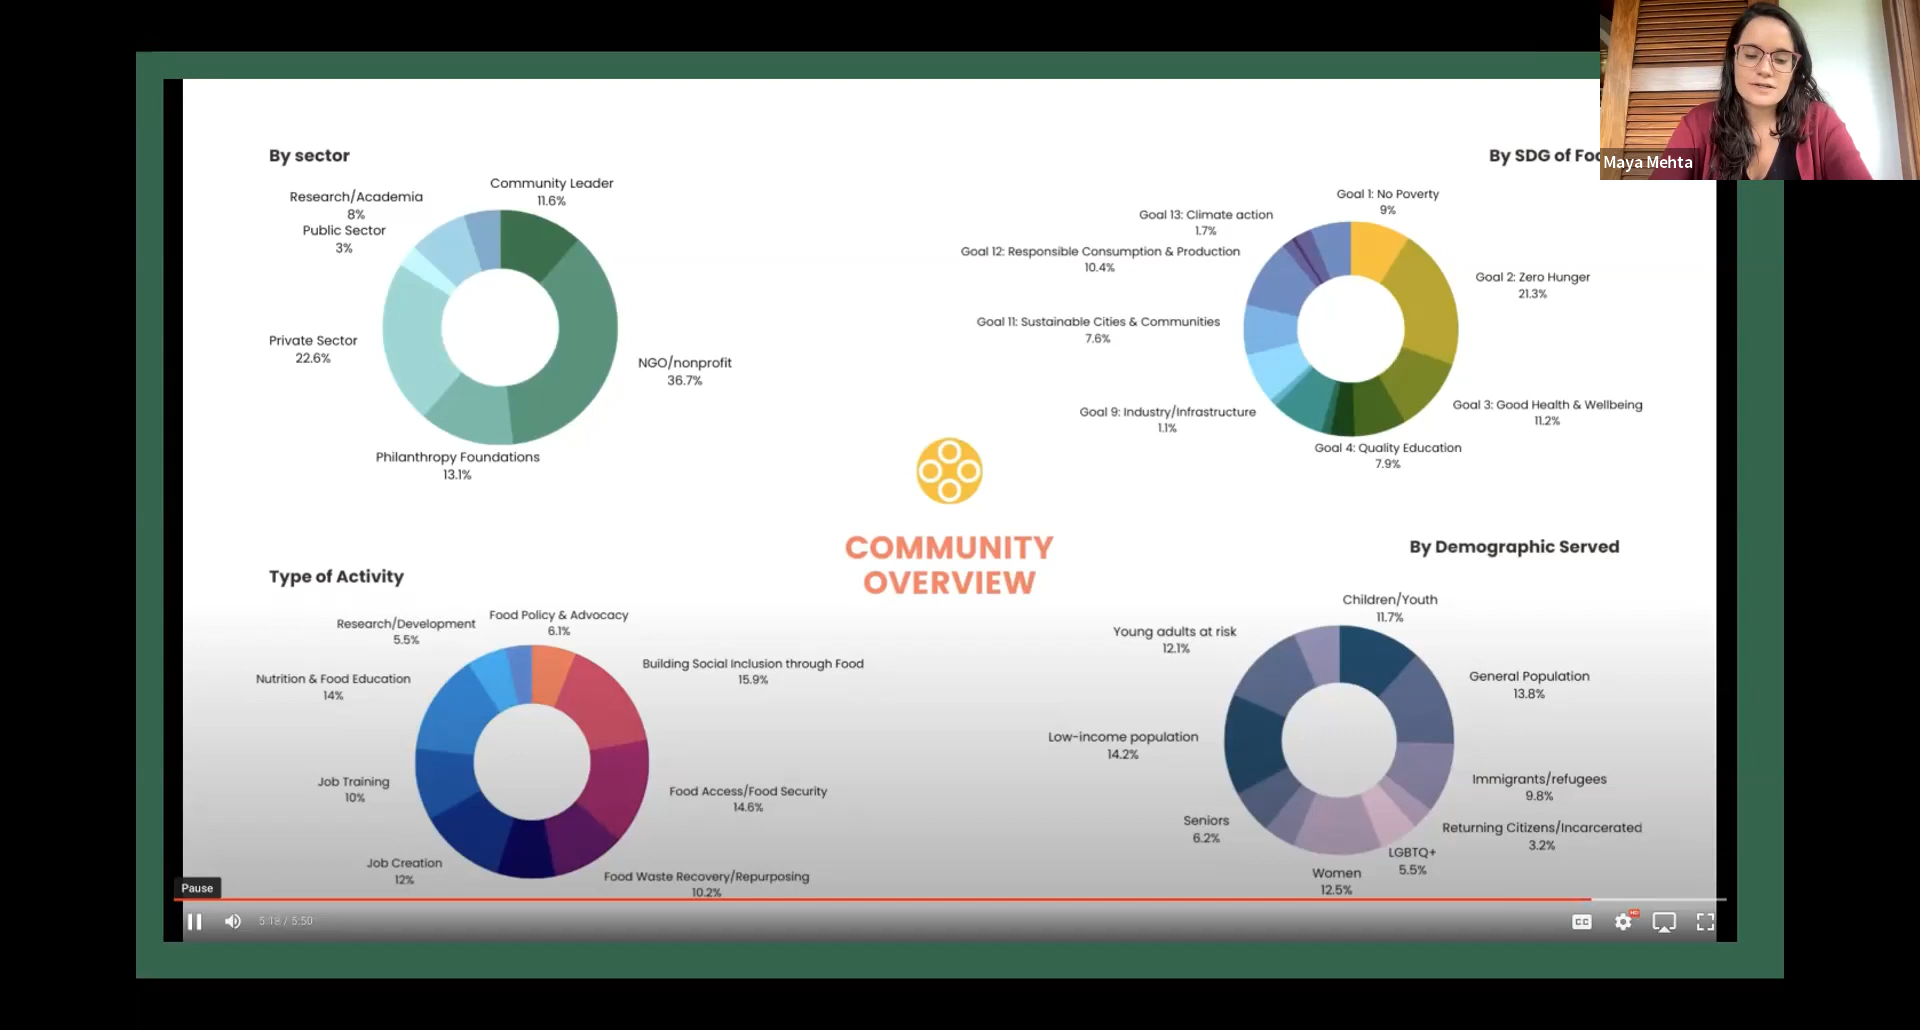 By sector
Community Leader
11.6%
Research/Academia
8%
Public Sector
3%
Private Sector
22.6%
NGO/nonprofit
36.7%
Philanthropy Foundations
13.1%
By SDG of Foc
Maya Mehta
Goal 1: No Poverty
9%
Goal 13: Climate action
1.7%
Goal 12: Responsible Consumption & Production
10.4%
Goal 2: Zero Hunger
21.3%
Goal 11: Sustainable Cities & Communities
7.6%
Goal 3: Good Health & Wellbeing
11.2%
Goal 9: Industry/Infrastructure
1.1%
Goal 4: Quality Education
7.9%
COMMUNITY
OVERVIEW
Type of Activity
Research/Development
5.5%
Food Policy & Advocacy
6.1%
Building Social Inclusion through Food
15.9%
Nutrition & Food Education
14%
Job Training
10%
Food Access/Food Security
14.6%
Job Creation
12%
Food Waste Recovery/Repurposing
10.2%
By Demographic Served
Children/Youth
11.7%
Young adults at risk
12.1%
General Population
13.8%
Low-income population
14.2%
Immigrants/refugees
9.8%
Seniors
6.2%
Returning Citizens/Incarcerated
3.2%
LGBTQ+
5.5%
Women
12.5%
Pause
5:18 / 5:50
CC
HD